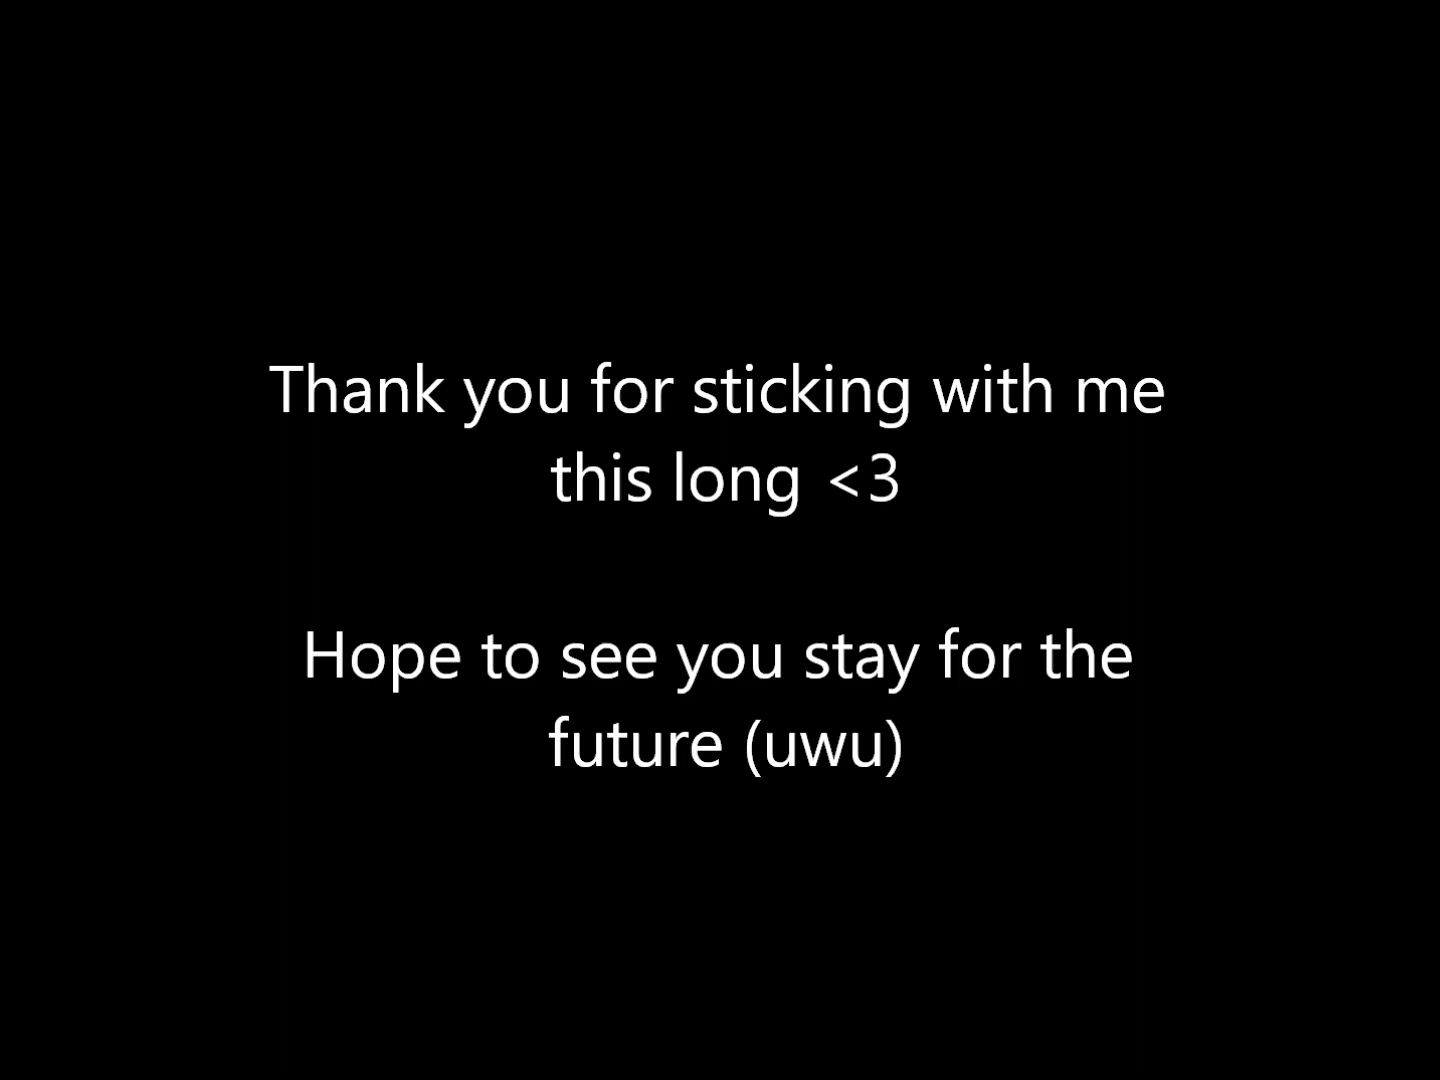 Thank you for sticking with me
this long <3
Hope to see you stay for the
future (uwu)